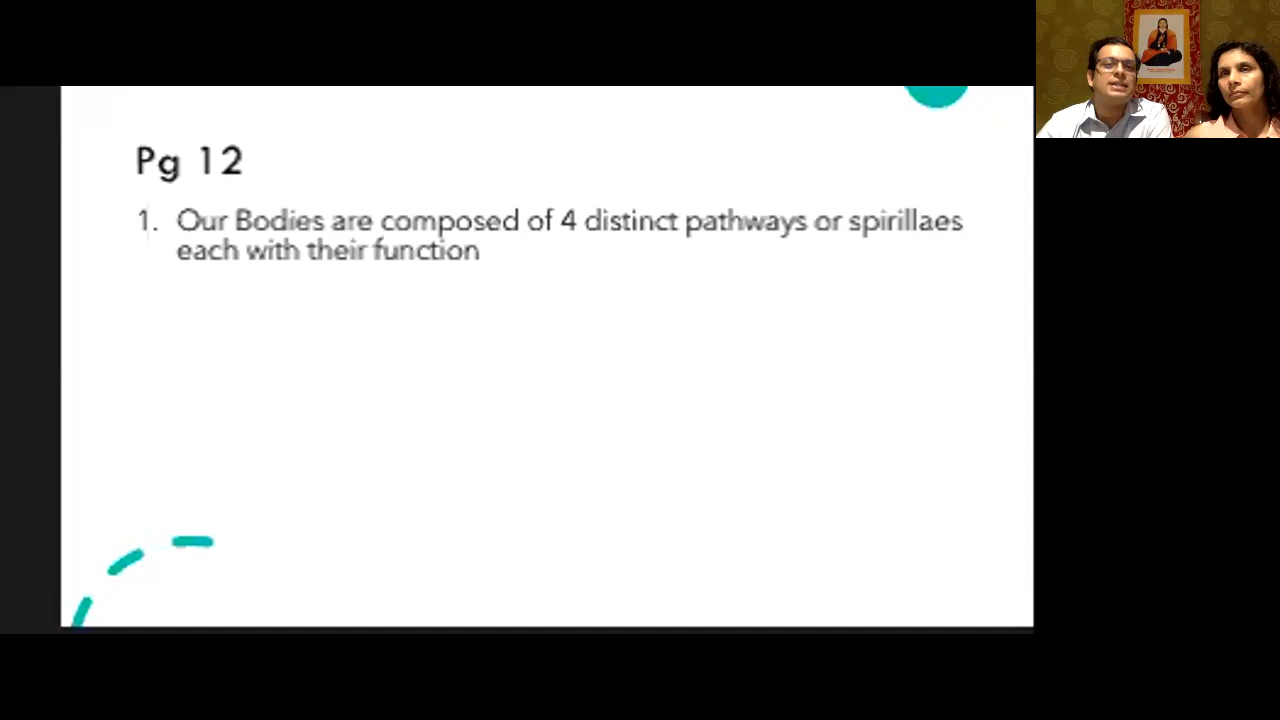 Pg 12
1. Our Bodies are composed of 4 distinct pathways or spirillaes
each with their function